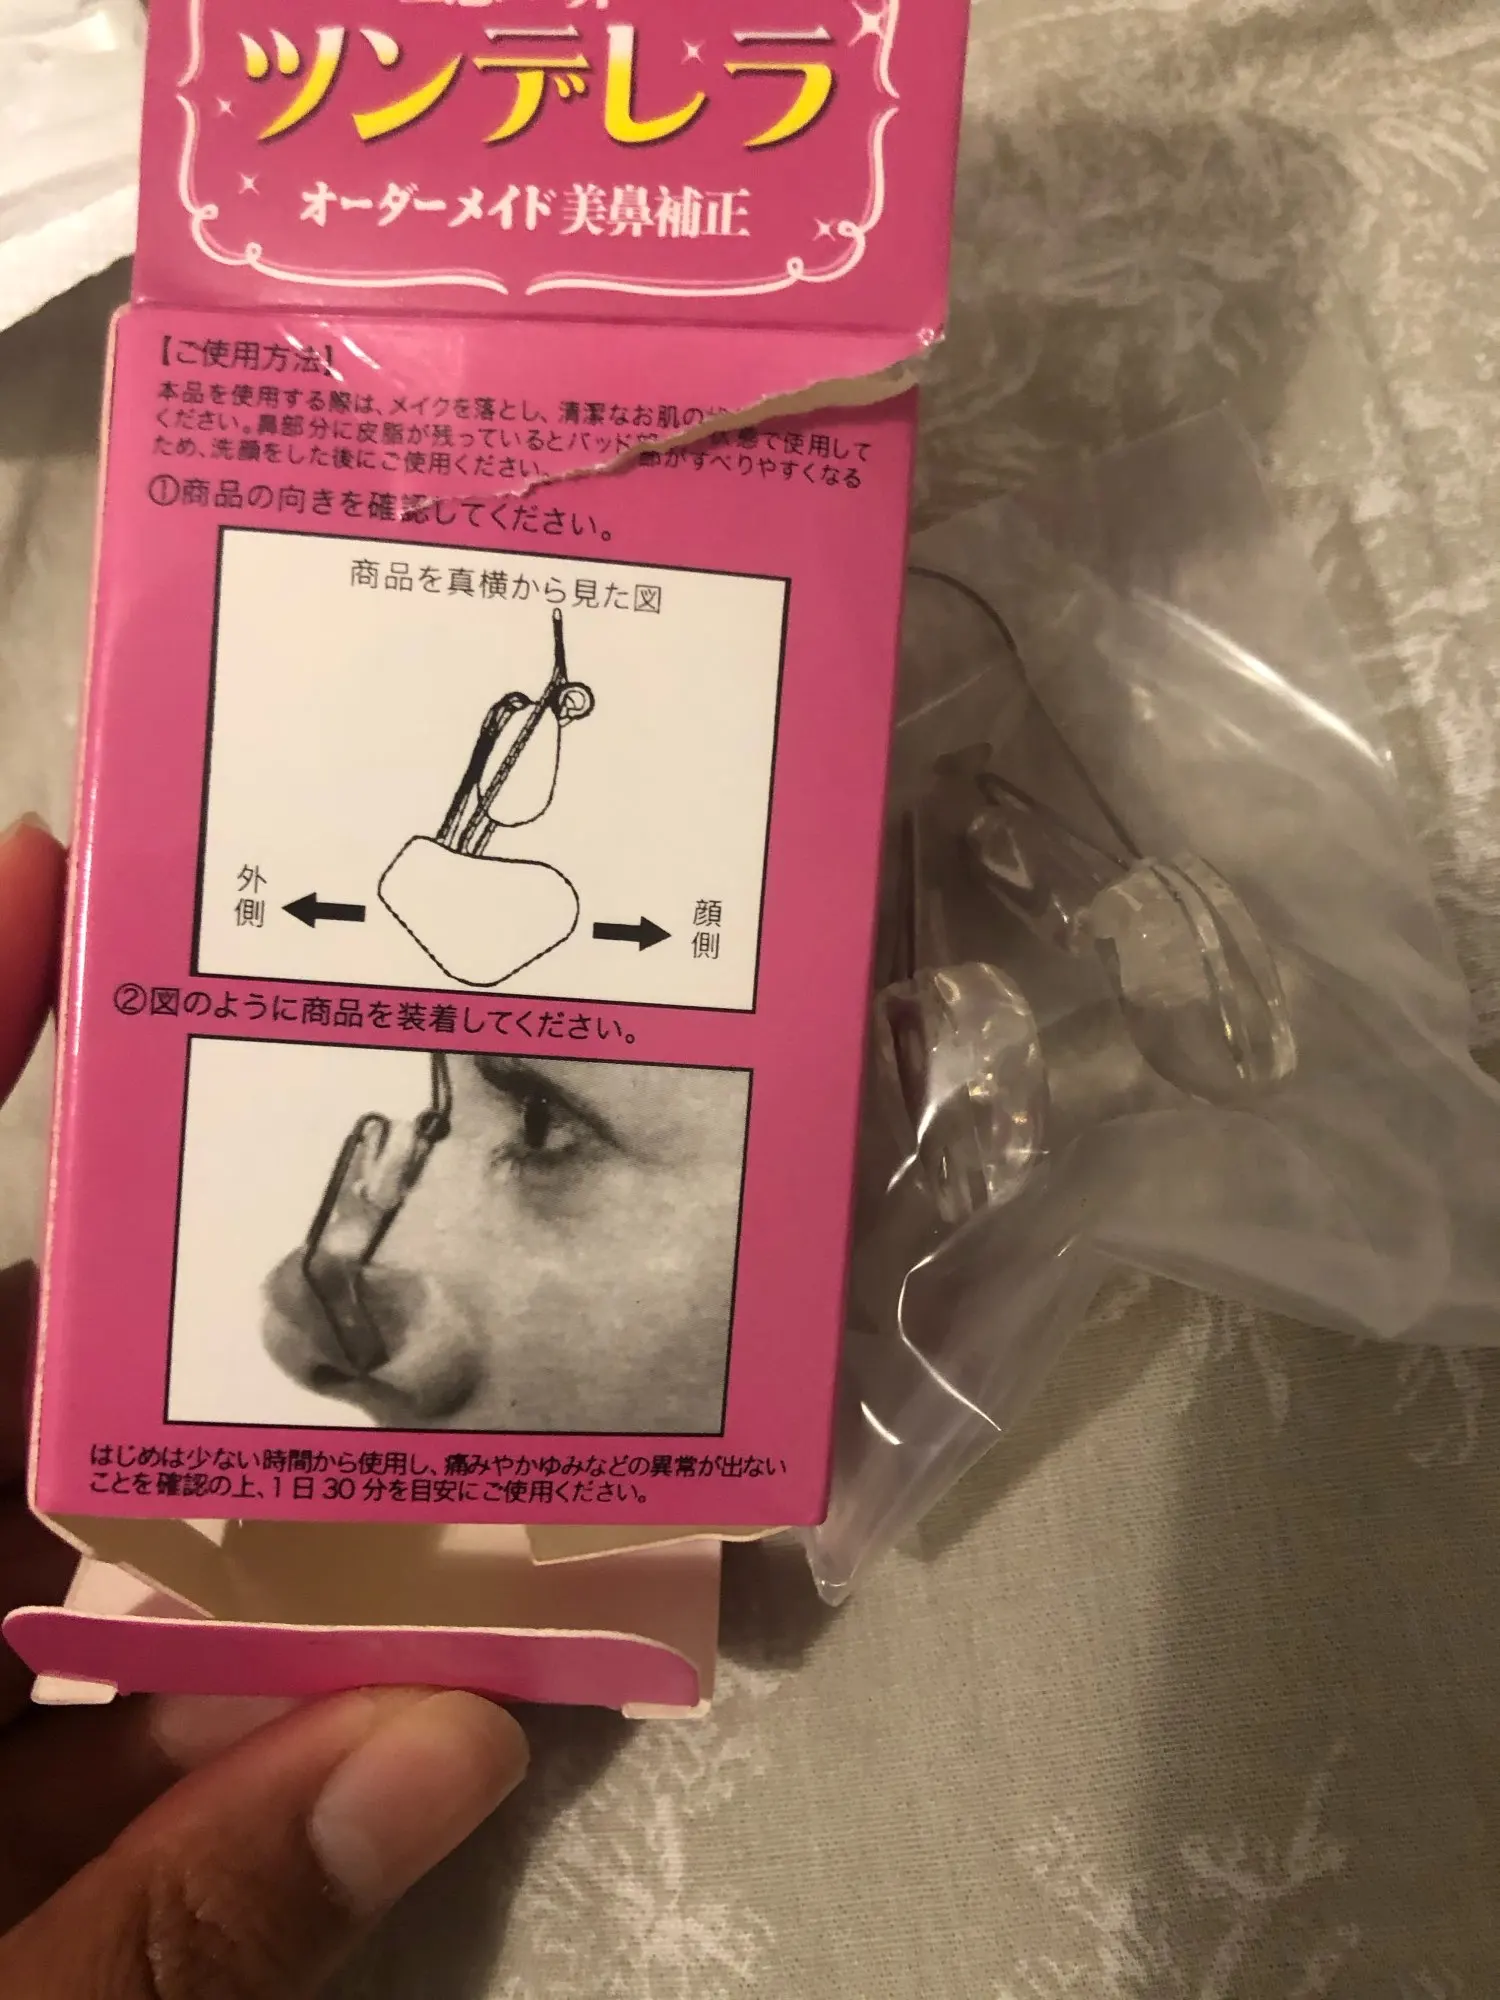 ツンデレラ
オーダーメイド美鼻補正
【ご使用方法】
本品を使用する際は、メイクを落とし、清潔なお肌の状態で使用して
ください。鼻部分に皮脂が残っているとパッド部がすべりやすくなる
ため、洗顔をした後にご使用ください。
①商品の向きを確認してください。
商品を真横から見た図
外側
顔側
②図のように商品を装着してください。
はじめは少ない時間から使用し、痛みやかゆみなどの異常が出ない
ことを確認の上、1日30分を目安にご使用ください。